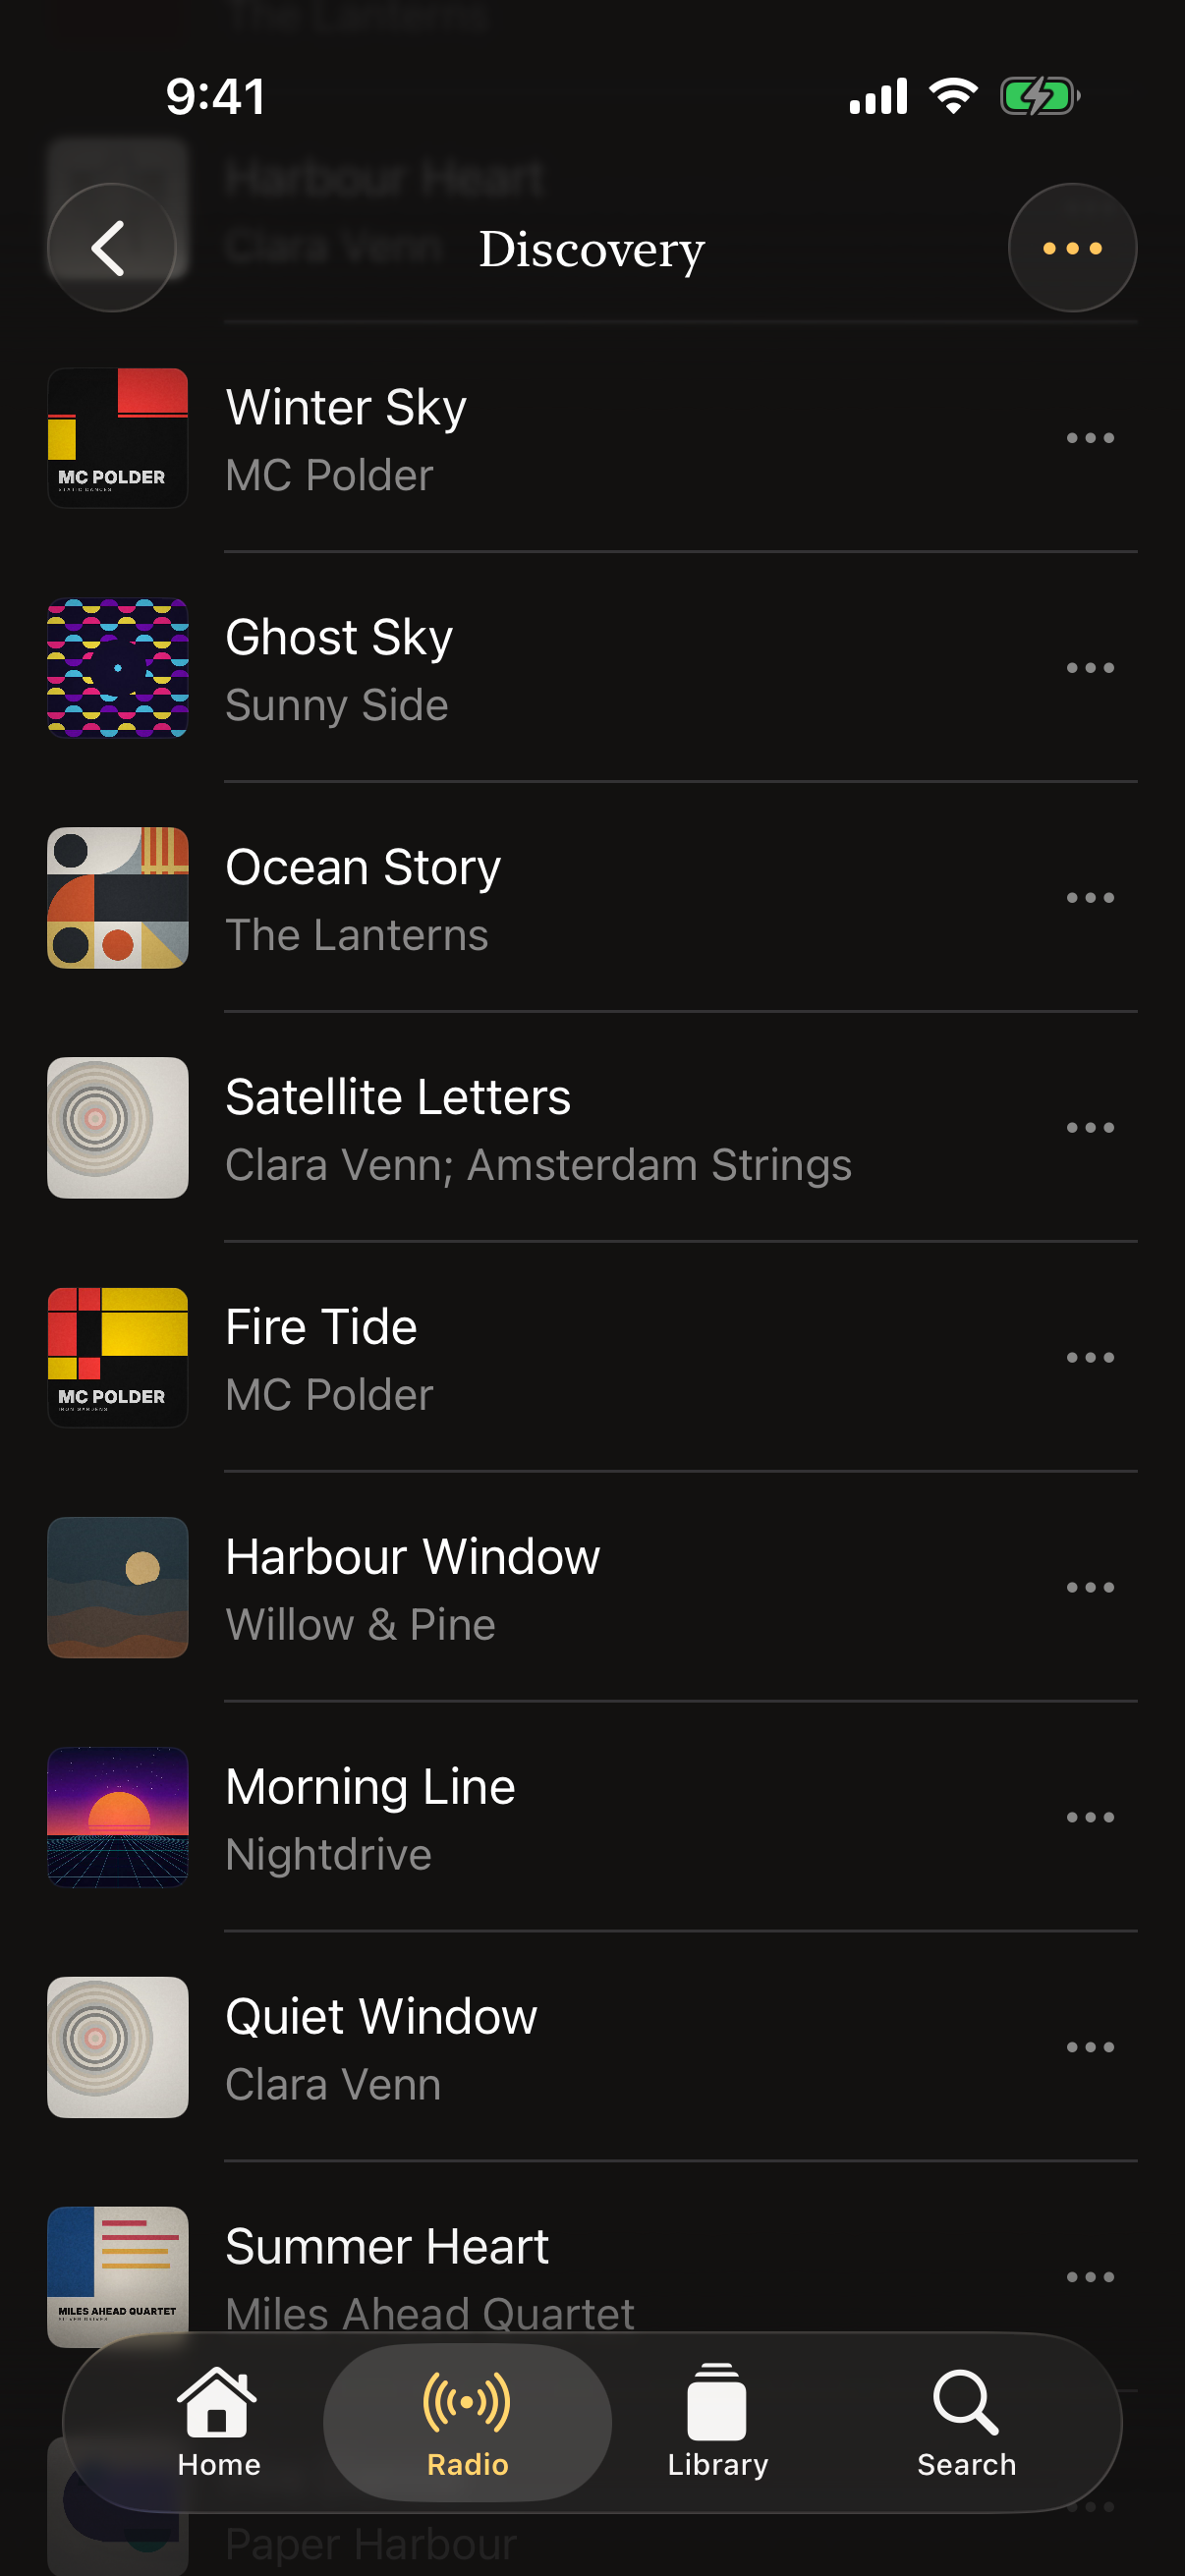 The Lanterns
9:41
Harbour Heart
Clara Venn
Discovery
Winter Sky
MC Polder
MC POLDER
Ghost Sky
Sunny Side
Ocean Story
The Lanterns
Satellite Letters
Clara Venn; Amsterdam Strings
Fire Tide
MC Polder
MC POLDER
Harbour Window
Willow & Pine
Morning Line
Nightdrive
Quiet Window
Clara Venn
Summer Heart
Miles Ahead Quartet
MILES AHEAD QUARTET
Home
Radio
Library
Search
Paper Harbour